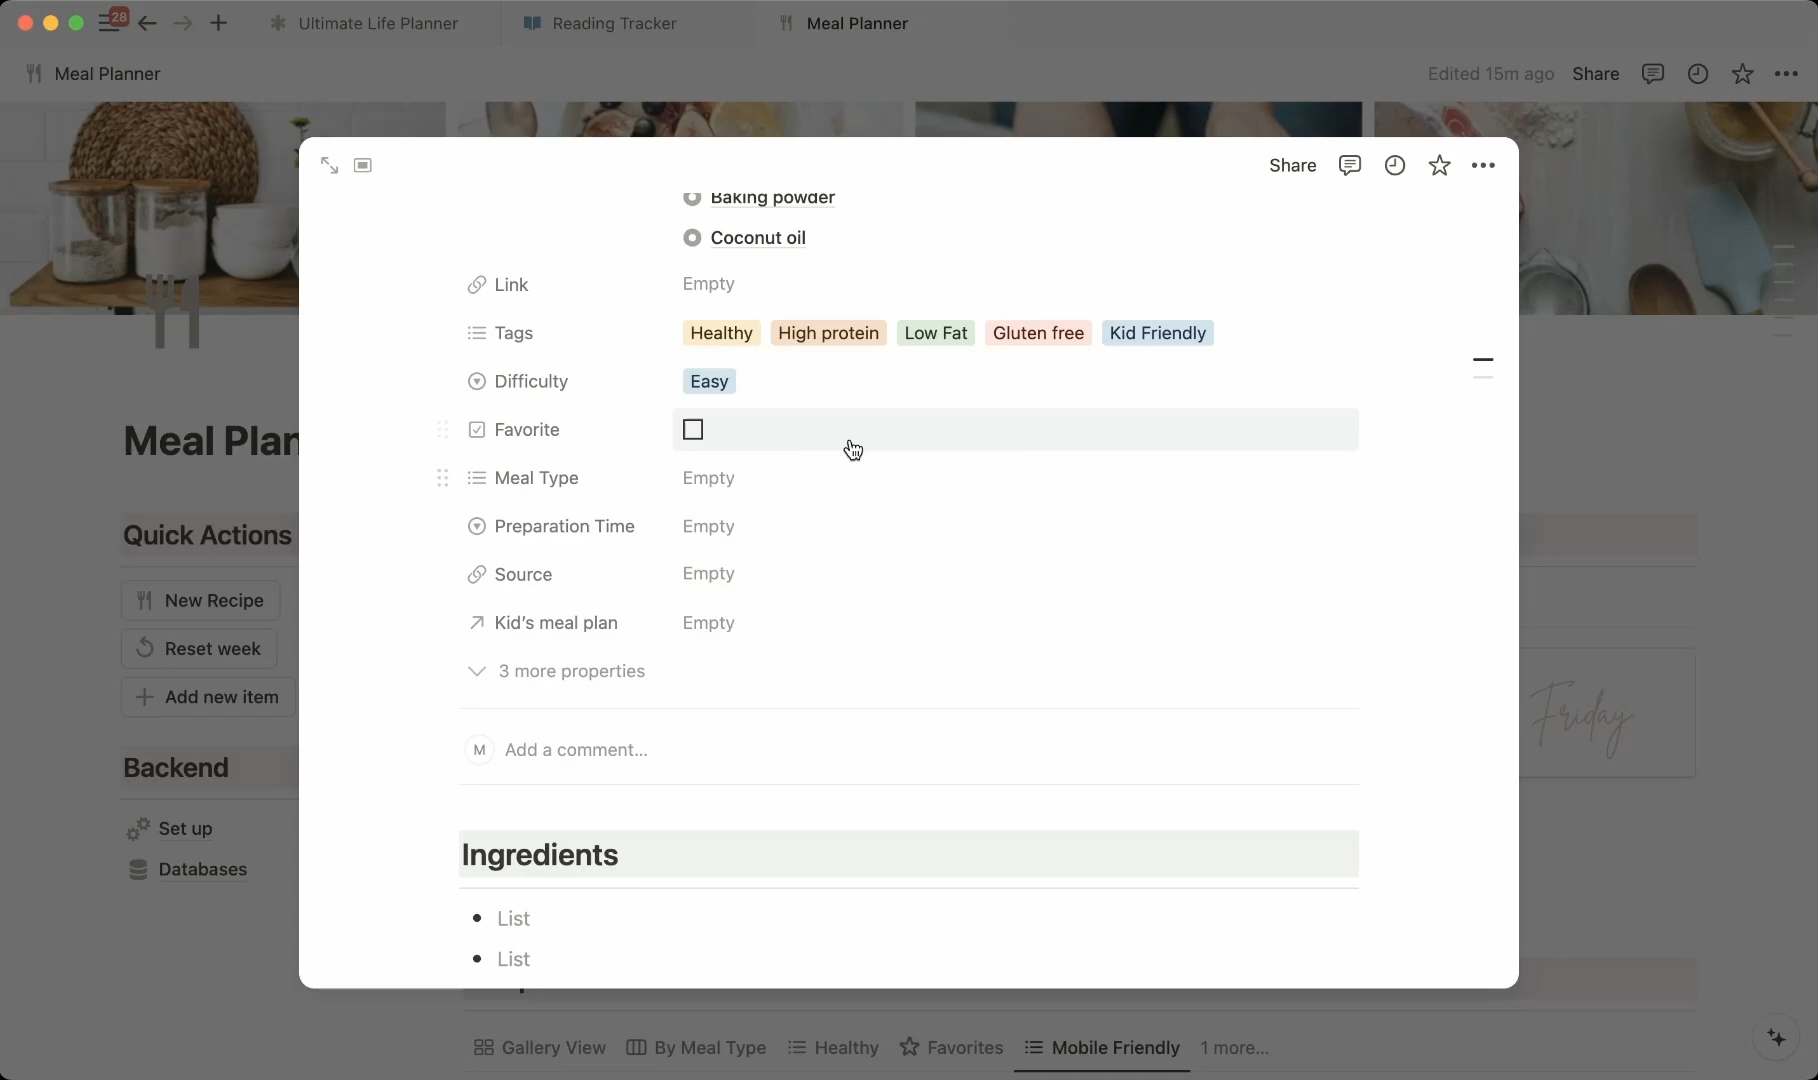 28
Ultimate Life Planner
Reading Tracker
Meal Planner
Meal Planner
Edited 15m ago
Share
Share
Baking powder
Coconut oil
Link
Empty
Tags
Healthy
High protein
Low Fat
Gluten free
Kid Friendly
Difficulty
Easy
Favorite
Meal Type
Empty
Preparation Time
Empty
Source
Empty
Kid's meal plan
Empty
3 more properties
M
Add a comment...
Ingredients
List
List
Meal Plan
Quick Actions
New Recipe
Reset week
Add new item
Backend
Set up
Databases
Friday
Gallery View
By Meal Type
Healthy
Favorites
Mobile Friendly
1 more...